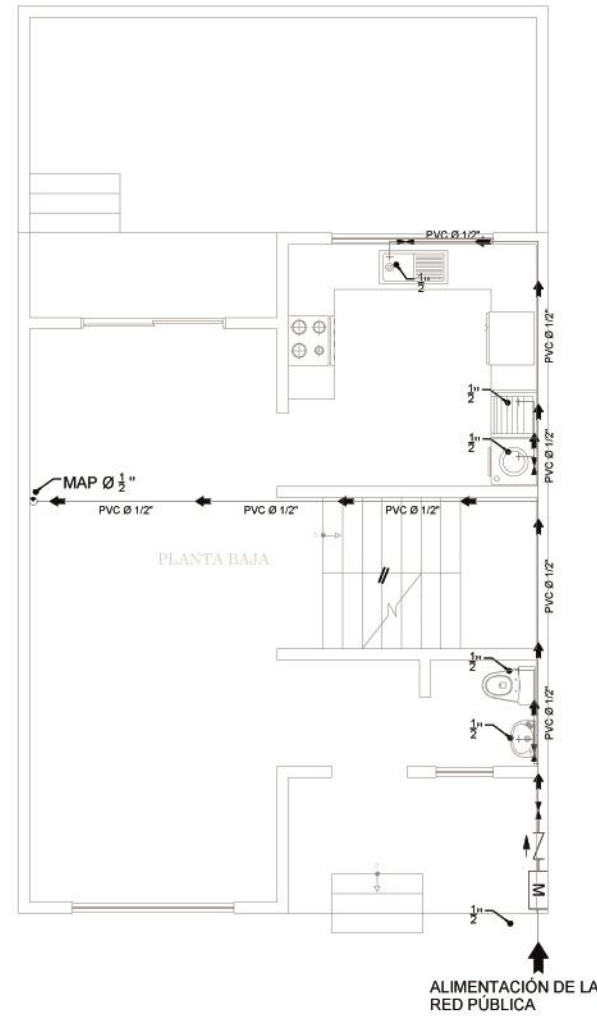 PVC Ø 1/2"
1/2"
PVC Ø 1/2"
1/2"
1/2"
PVC Ø 1/2"
MAP Ø 1/2"
PVC Ø 1/2"
PVC Ø 1/2"
PVC Ø 1/2"
PLANTA BAJA
PVC Ø 1/2"
1/2"
PVC Ø 1/2"
1/2"
M
1/2"
ALIMENTACIÓN DE LA
RED PÚBLICA